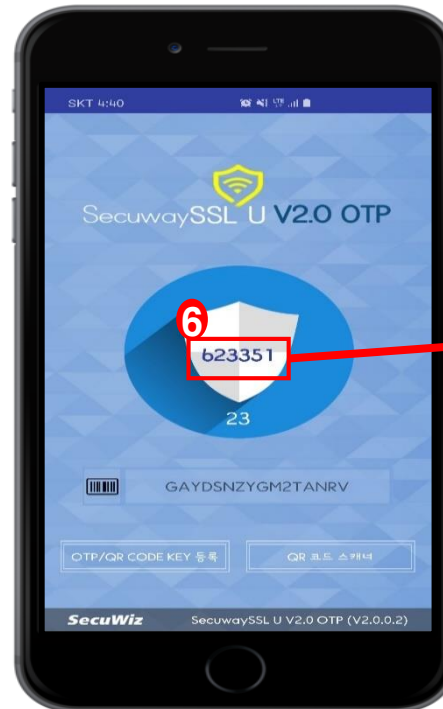 SKT 4:40
SecuwaySSL U V2.0 OTP
6
623351
23
GAYDSNZYGM2TANRV
OTP/QR CODE KEY 등록
QR 코드 스캐너
SecuWiz
SecuwaySSL U V2.0 OTP (V2.0.0.2)